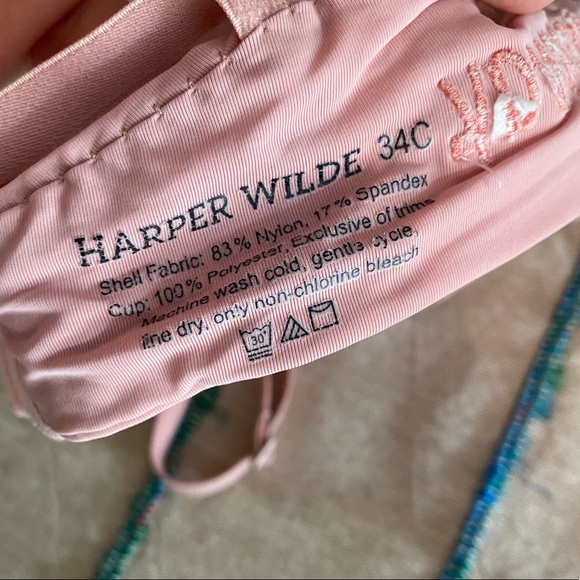 HARPER WILDE 34C
Shell Fabric: 83% Nylon, 17% Spandex
Cup: 100% Polyester, Exclusive of trims
Machine wash cold, gentle cycle,
line dry, only non-chlorine bleach
30°